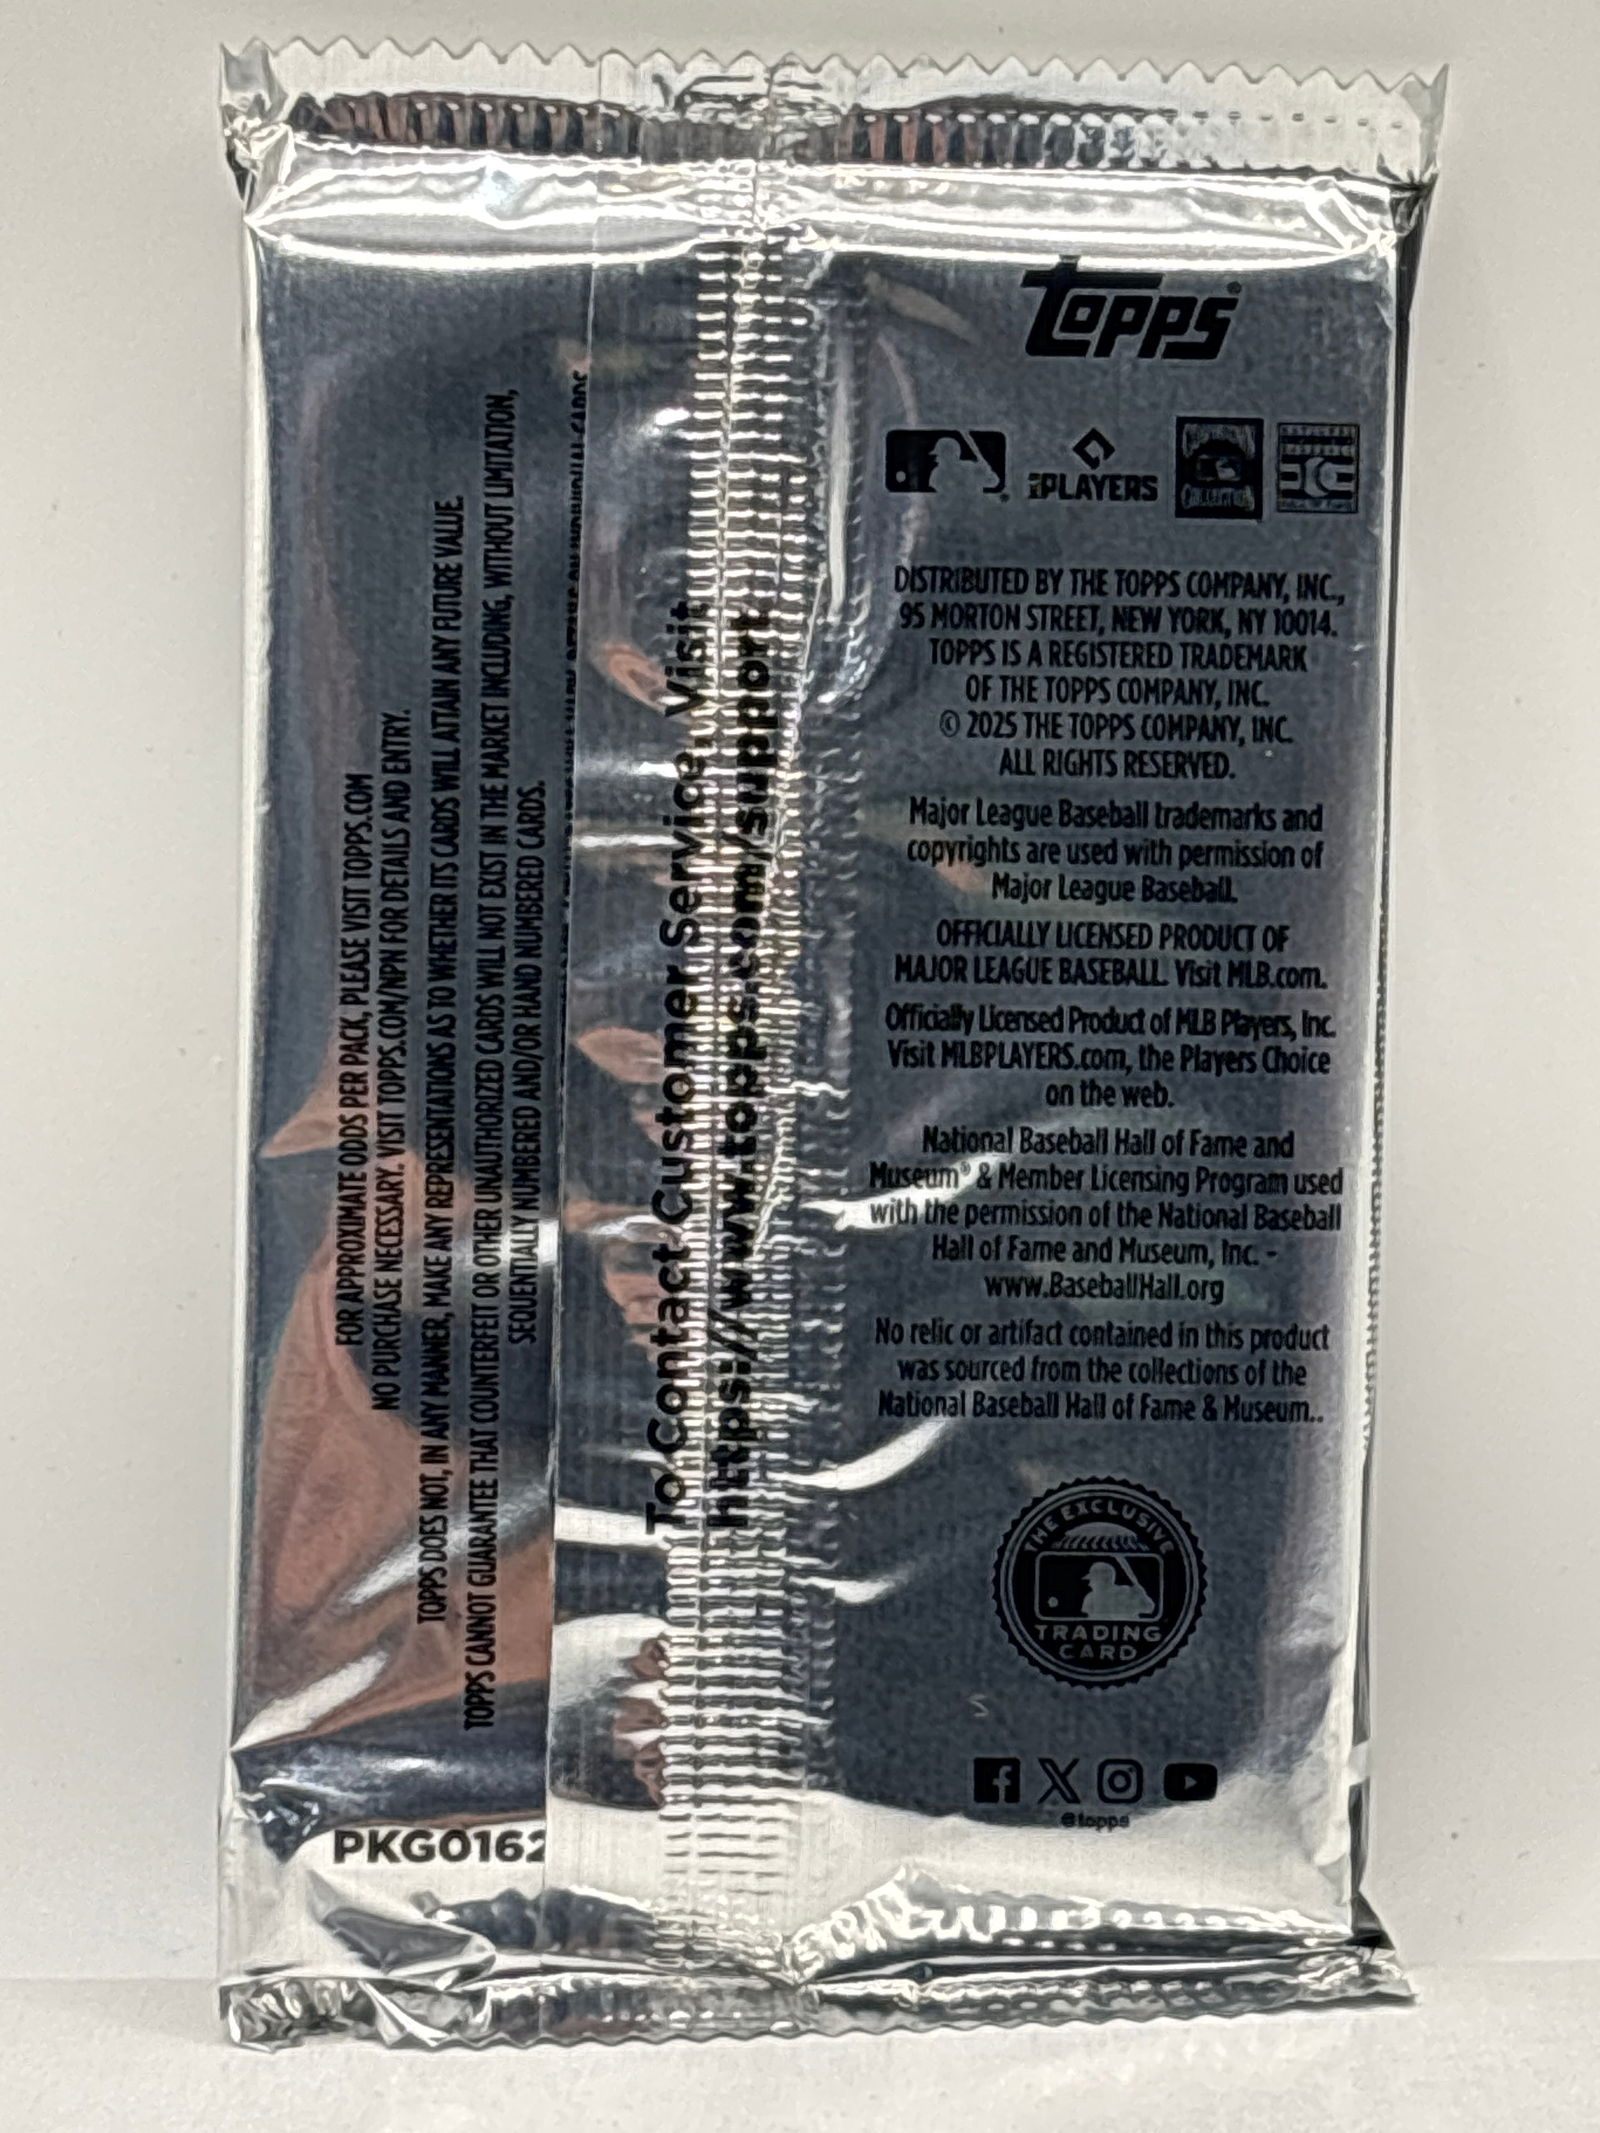 FOR APPROXIMATE ODDS PER PACK, PLEASE VISIT TOPPS.COM
NO PURCHASE NECESSARY. VISIT TOPPS.COM/NPN FOR DETAILS AND ENTRY.
TOPPS DOES NOT, IN ANY MANNER, MAKE ANY REPRESENTATIONS AS TO WHETHER ITS CARDS WILL ATTAIN ANY FUTURE VALUE.
TOPPS CANNOT GUARANTEE THAT COUNTERFEIT OR OTHER UNAUTHORIZED CARDS WILL NOT EXIST IN THE MARKET INCLUDING, WITHOUT LIMITATION,
SEQUENTIALLY NUMBERED AND/OR HAND NUMBERED CARDS.
PKG0162
To Contact Customer Service Visit
https://www.topps.com/support
Topps®
PLAYERS
DISTRIBUTED BY THE TOPPS COMPANY, INC.,
95 MORTON STREET, NEW YORK, NY 10014.
TOPPS IS A REGISTERED TRADEMARK
OF THE TOPPS COMPANY, INC.
© 2025 THE TOPPS COMPANY, INC.
ALL RIGHTS RESERVED.
Major League Baseball trademarks and
copyrights are used with permission of
Major League Baseball.
OFFICIALLY LICENSED PRODUCT OF
MAJOR LEAGUE BASEBALL. Visit MLB.com.
Officially Licensed Product of MLB Players, Inc.
Visit MLBPLAYERS.com, the Players Choice
on the web.
National Baseball Hall of Fame and
Museum® & Member Licensing Program used
with the permission of the National Baseball
Hall of Fame and Museum, Inc. -
www.BaseballHall.org
No relic or artifact contained in this product
was sourced from the collections of the
National Baseball Hall of Fame & Museum..
THE EXCLUSIVE
TRADING
CARD
@topps